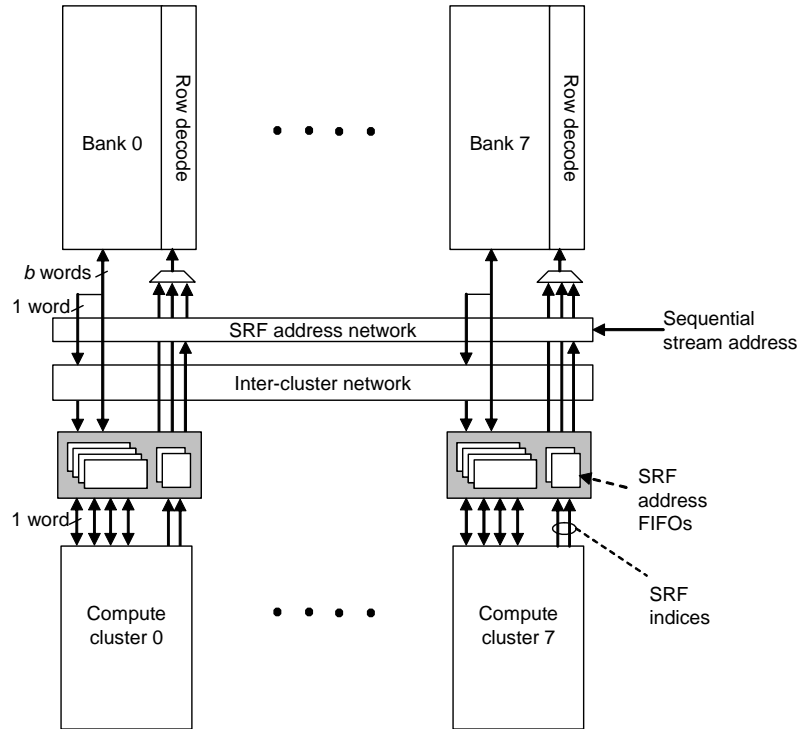 Bank 0
Row decode
Bank 7
Row decode
b words
1 word
SRF address network
Sequential
stream address
Inter-cluster network
SRF
address
FIFOs
1 word
SRF
indices
Compute
cluster 0
Compute
cluster 7